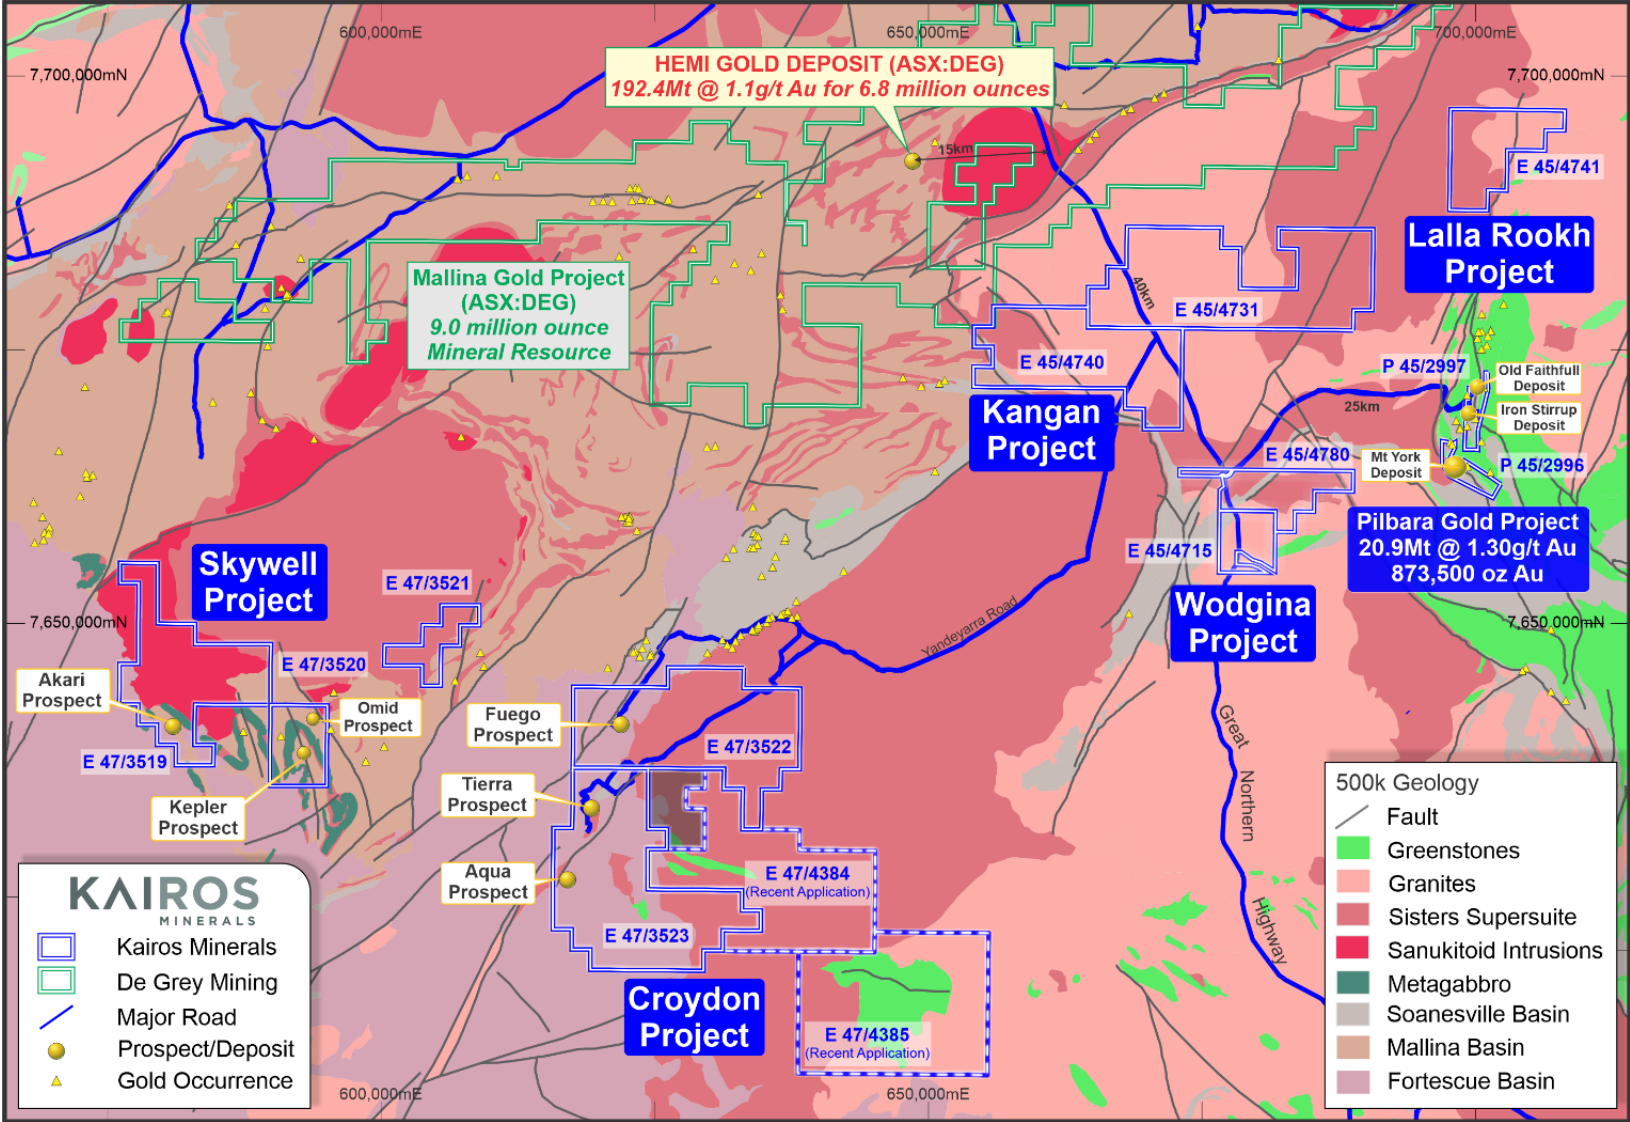 600,000mE
650,000mE
700,000mE
7,700,000mN
7,700,000mN
HEMI GOLD DEPOSIT (ASX:DEG)
192.4Mt @ 1.1g/t Au for 6.8 million ounces
15km
E 45/4741
Lalla Rookh
Project
Mallina Gold Project
(ASX:DEG)
9.0 million ounce
Mineral Resource
40km
E 45/4731
E 45/4740
P 45/2997
Old Faithfull
Deposit
Kangan
Project
25km
Iron Stirrup
Deposit
E 45/4780
Mt York
Deposit
P 45/2996
Pilbara Gold Project
20.9Mt @ 1.30g/t Au
873,500 oz Au
E 45/4715
Skywell
Project
E 47/3521
Wodgina
Project
7,650,000mN
7,650,000mN
Yandeyarra Road
E 47/3520
Akari
Prospect
Omid
Prospect
Fuego
Prospect
E 47/3522
E 47/3519
Great Northern Highway
Tierra
Prospect
Kepler
Prospect
Aqua
Prospect
E 47/4384
(Recent Application)
E 47/3523
Croydon
Project
E 47/4385
(Recent Application)
600,000mE
650,000mE
KAIROS
MINERALS
Kairos Minerals
De Grey Mining
Major Road
Prospect/Deposit
Gold Occurrence
500k Geology
Fault
Greenstones
Granites
Sisters Supersuite
Sanukitoid Intrusions
Metagabbro
Soanesville Basin
Mallina Basin
Fortescue Basin